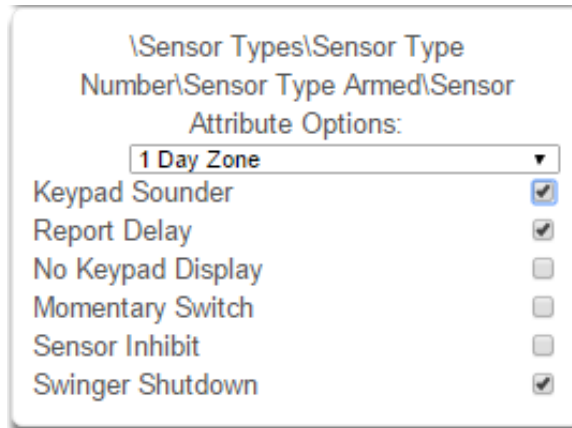 \Sensor Types\Sensor Type
Number\Sensor Type Armed\Sensor
Attribute Options:
1 Day Zone
Keypad Sounder
Report Delay
No Keypad Display
Momentary Switch
Sensor Inhibit
Swinger Shutdown